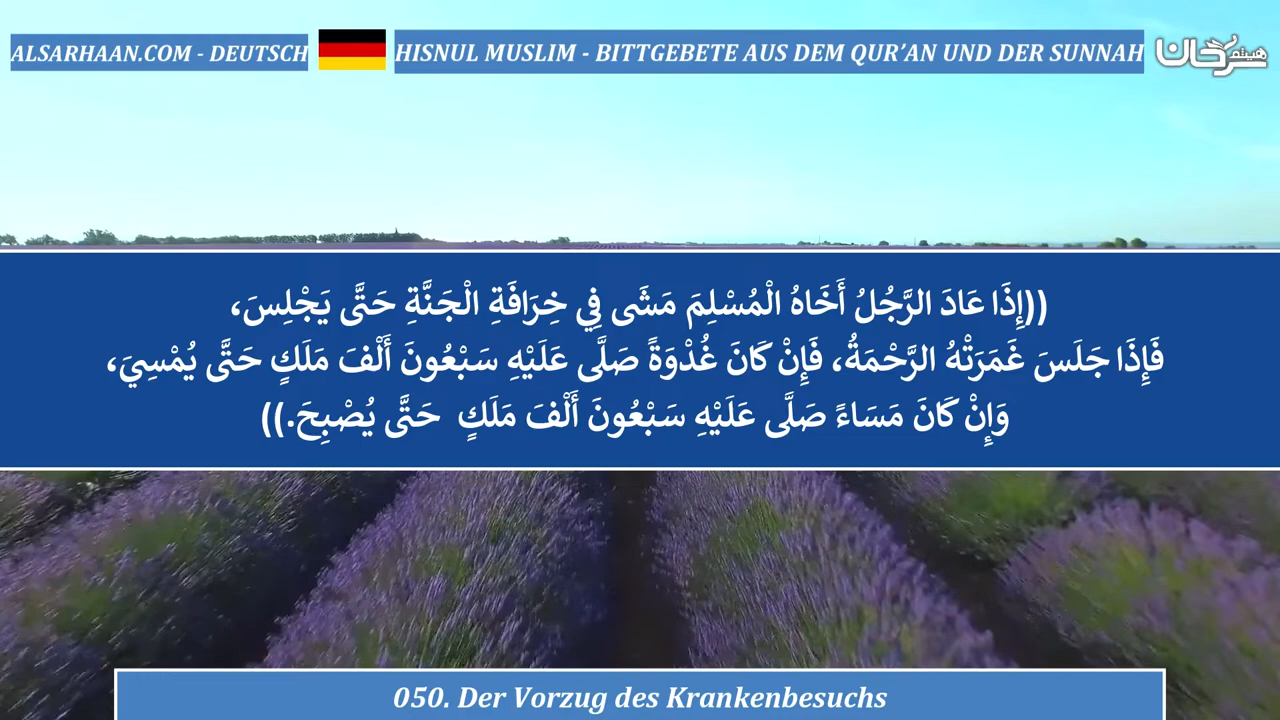 ALSARHAAN.COM - DEUTSCH
HISNUL MUSLIM - BITTGEBETE AUS DEM QUR’AN UND DER SUNNAH
هيثم سرحان
((إِذَا عَادَ الرَّجُلُ أَخَاهُ الْمُسْلِمَ مَشَى فِي خِرَافَةِ الْجَنَّةِ حَتَّى يَجْلِسَ،
فَإِذَا جَلَسَ غَمَرَتْهُ الرَّحْمَةُ، فَإِنْ كَانَ غُدْوَةً صَلَّى عَلَيْهِ سَبْعُونَ أَلْفَ مَلَكٍ حَتَّى يُمْسِيَ،
وَإِنْ كَانَ مَسَاءً صَلَّى عَلَيْهِ سَبْعُونَ أَلْفَ مَلَكٍ حَتَّى يُصْبِحَ.))
050. Der Vorzug des Krankenbesuchs